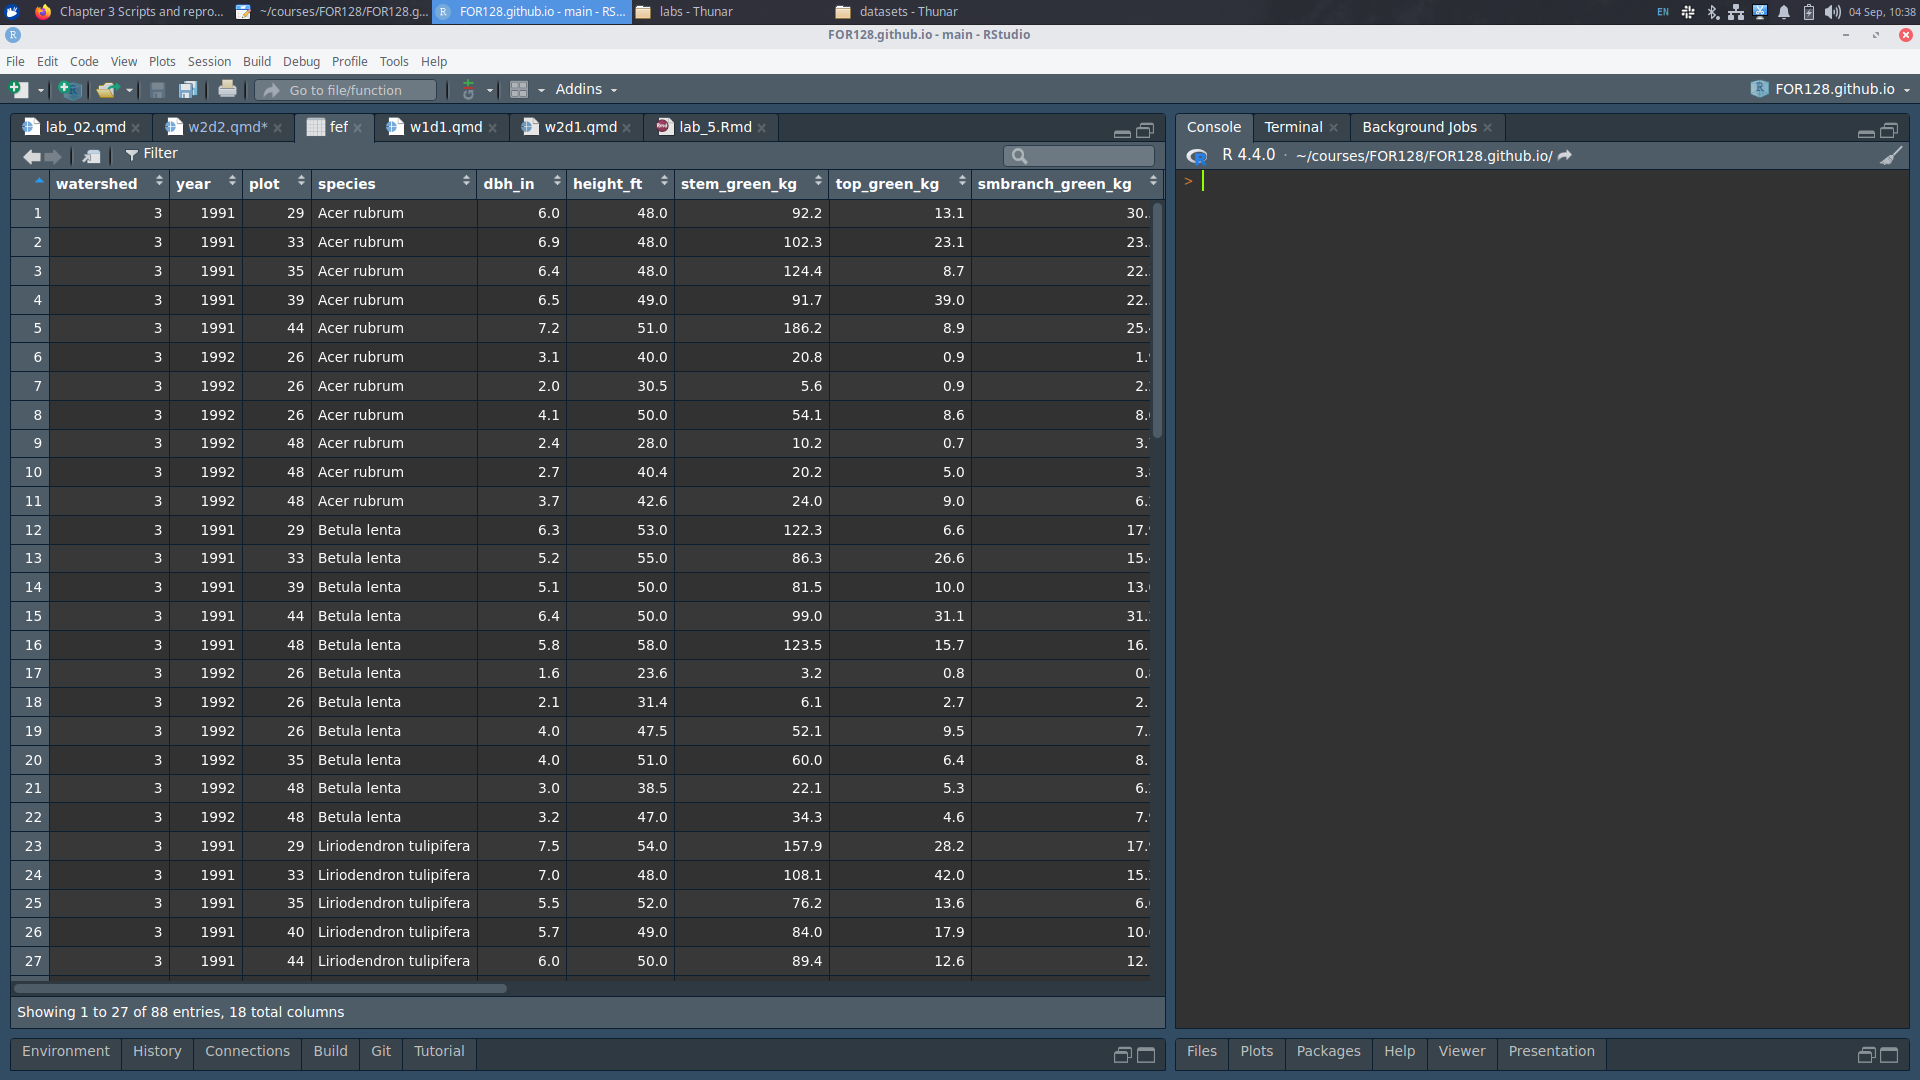 Chapter 3 Scripts and repro...
~/courses/FOR128/FOR128.g...
FOR128.github.io - main - RS...
labs - Thunar
datasets - Thunar
EN
04 Sep, 10:38
FOR128.github.io - main - RStudio
File Edit Code View Plots Session Build Debug Profile Tools Help
Go to file/function
Addins
FOR128.github.io
lab_02.qmd
w2d2.qmd*
fef
w1d1.qmd
w2d1.qmd
lab_5.Rmd
Filter
watershed year plot species dbh_in height_ft stem_green_kg top_green_kg smbranch_green_kg
1 3 1991 29 Acer rubrum 6.0 48.0 92.2 13.1 30.
2 3 1991 33 Acer rubrum 6.9 48.0 102.3 23.1 23.
3 3 1991 35 Acer rubrum 6.4 48.0 124.4 8.7 22.
4 3 1991 39 Acer rubrum 6.5 49.0 91.7 39.0 22.
5 3 1991 44 Acer rubrum 7.2 51.0 186.2 8.9 25.
6 3 1992 26 Acer rubrum 3.1 40.0 20.8 0.9 1.
7 3 1992 26 Acer rubrum 2.0 30.5 5.6 0.9 2.
8 3 1992 26 Acer rubrum 4.1 50.0 54.1 8.6 8.
9 3 1992 48 Acer rubrum 2.4 28.0 10.2 0.7 3.
10 3 1992 48 Acer rubrum 2.7 40.4 20.2 5.0 3.
11 3 1992 48 Acer rubrum 3.7 42.6 24.0 9.0 6.
12 3 1991 29 Betula lenta 6.3 53.0 122.3 6.6 17.
13 3 1991 33 Betula lenta 5.2 55.0 86.3 26.6 15.
14 3 1991 39 Betula lenta 5.1 50.0 81.5 10.0 13.
15 3 1991 44 Betula lenta 6.4 50.0 99.0 31.1 31.
16 3 1991 48 Betula lenta 5.8 58.0 123.5 15.7 16.
17 3 1992 26 Betula lenta 1.6 23.6 3.2 0.8 0.
18 3 1992 26 Betula lenta 2.1 31.4 6.1 2.7 2.
19 3 1992 26 Betula lenta 4.0 47.5 52.1 9.5 7.
20 3 1992 35 Betula lenta 4.0 51.0 60.0 6.4 8.
21 3 1992 48 Betula lenta 3.0 38.5 22.1 5.3 6.
22 3 1992 48 Betula lenta 3.2 47.0 34.3 4.6 7.
23 3 1991 29 Liriodendron tulipifera 7.5 54.0 157.9 28.2 17.
24 3 1991 33 Liriodendron tulipifera 7.0 48.0 108.1 42.0 15.
25 3 1991 35 Liriodendron tulipifera 5.5 52.0 76.2 13.6 6.
26 3 1991 40 Liriodendron tulipifera 5.7 49.0 84.0 17.9 10.
27 3 1991 44 Liriodendron tulipifera 6.0 50.0 89.4 12.6 12.
Showing 1 to 27 of 88 entries, 18 total columns
Environment History Connections Build Git Tutorial
Console Terminal Background Jobs
R 4.4.0 · ~/courses/FOR128/FOR128.github.io/
>
Files Plots Packages Help Viewer Presentation